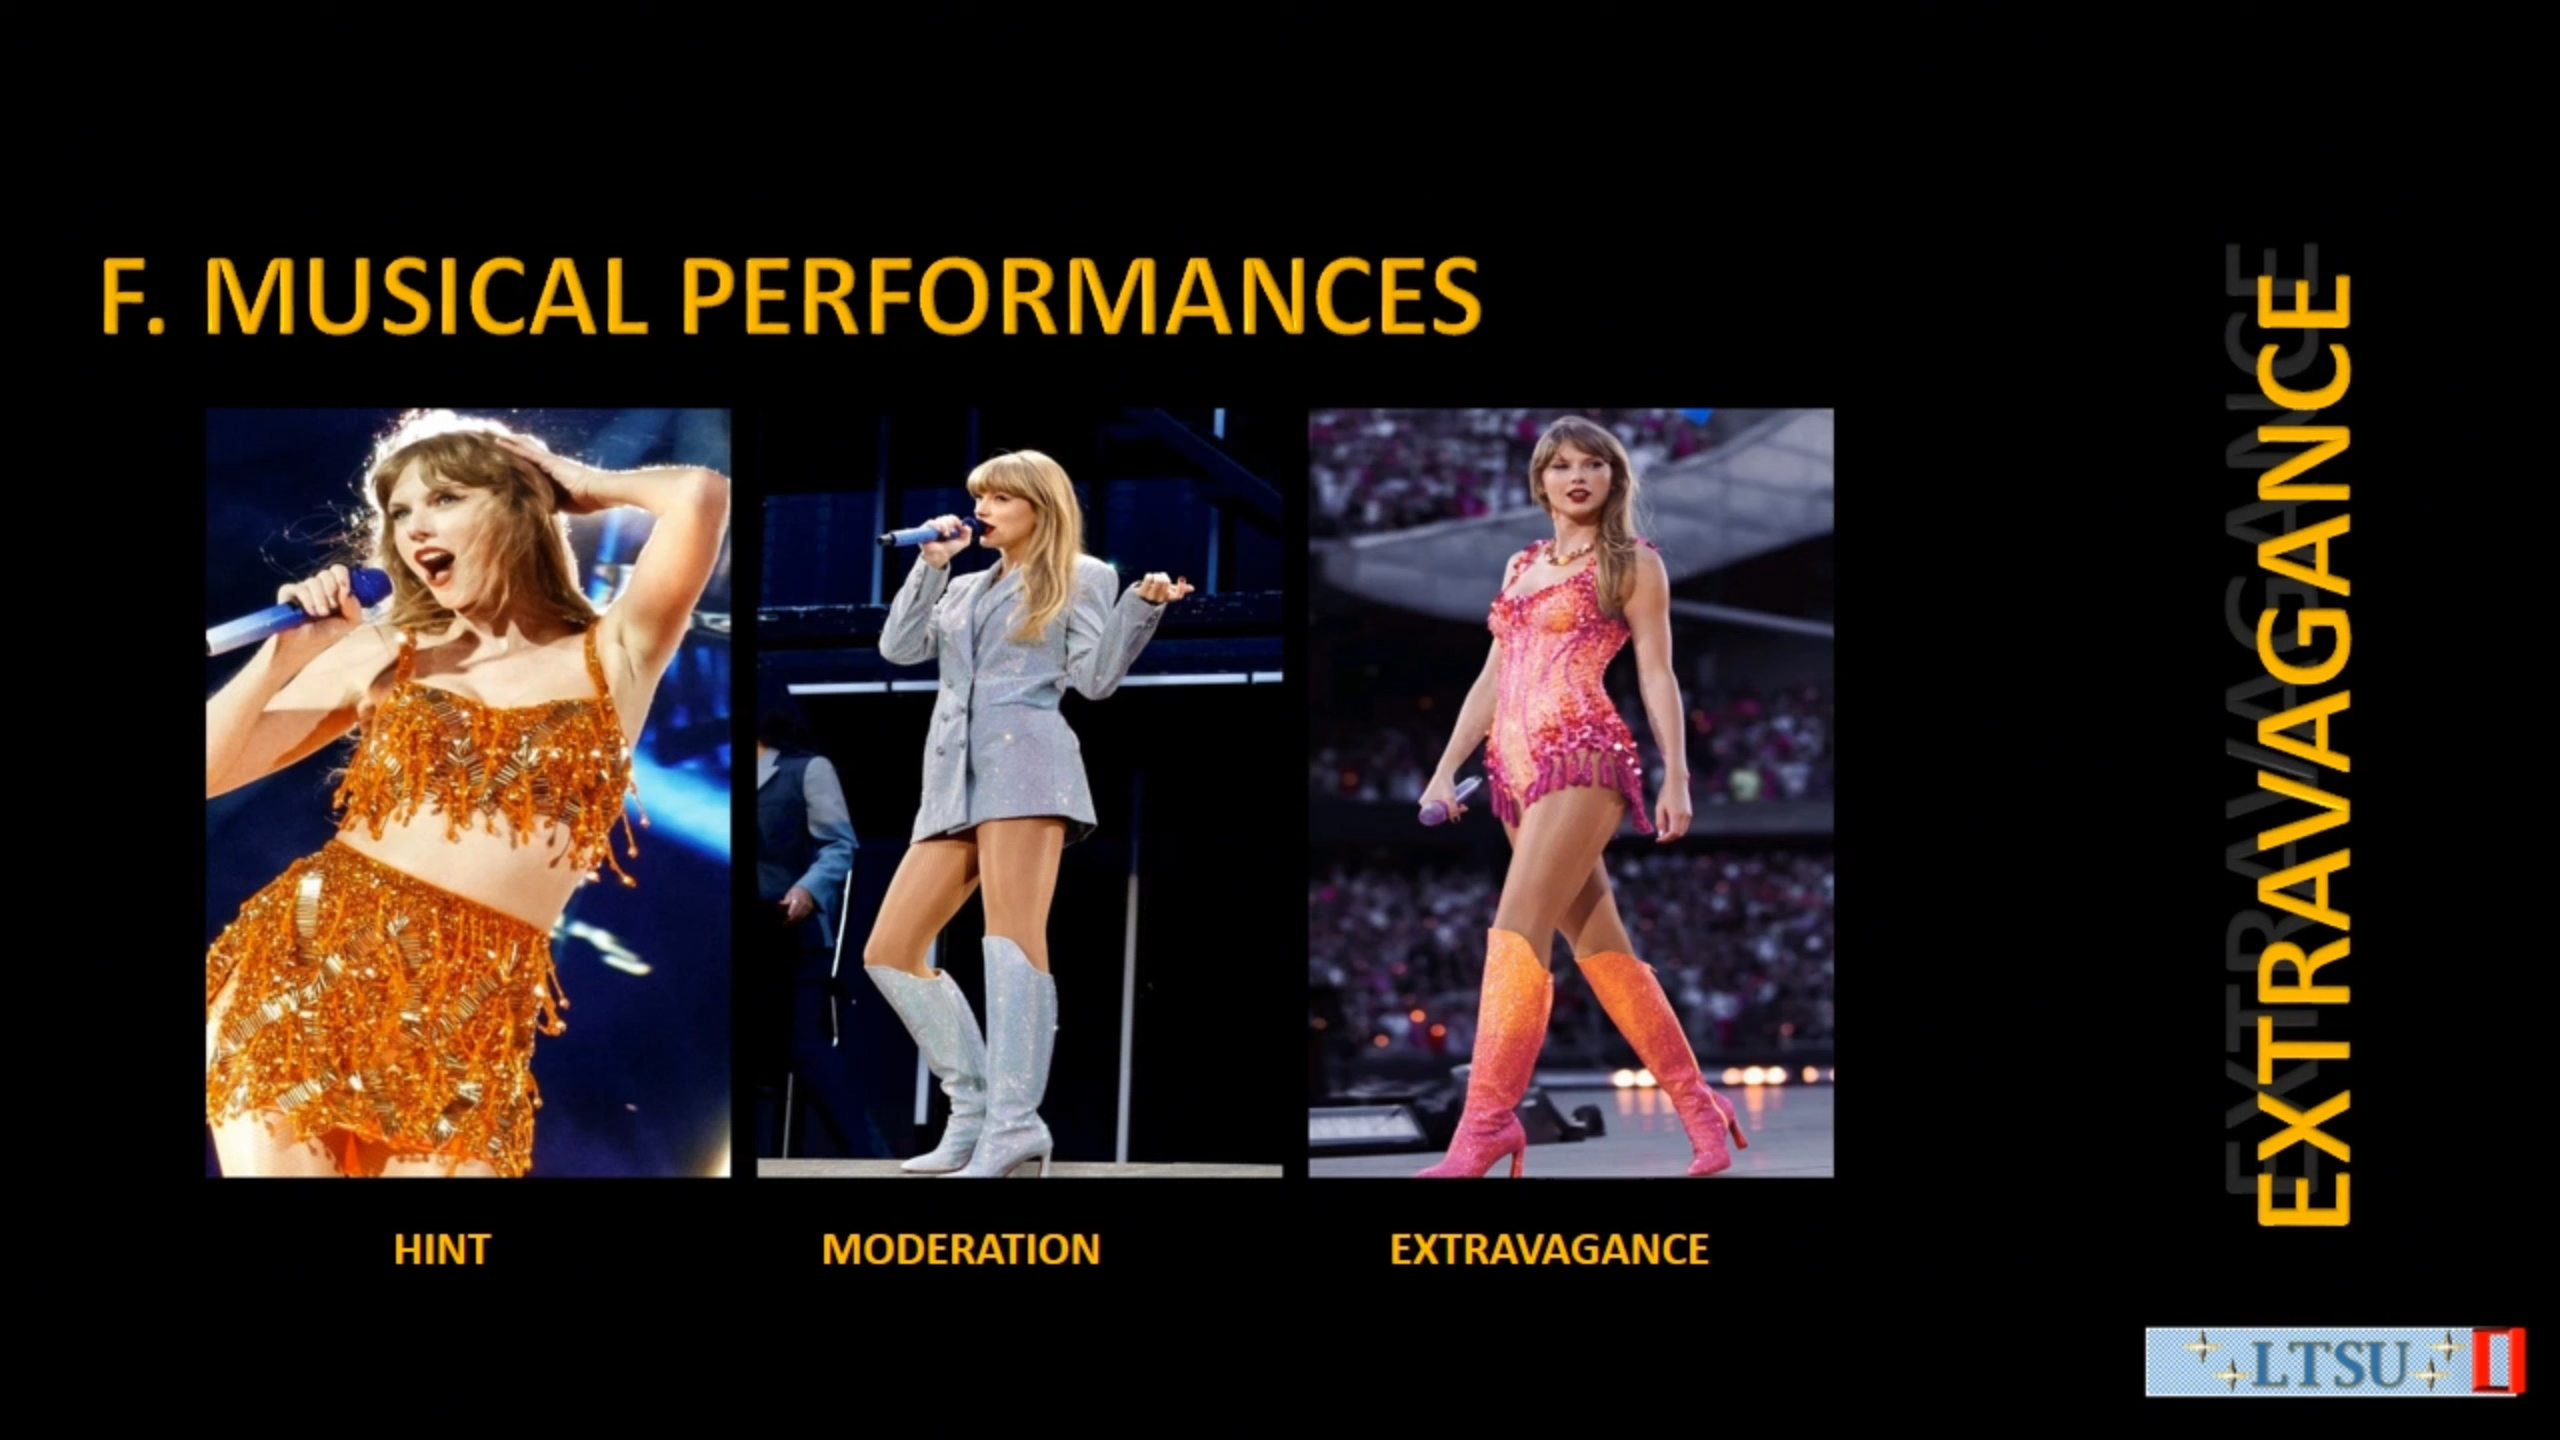 F. MUSICAL PERFORMANCES
HINT
MODERATION
EXTRAVAGANCE
EXTRAVAGANCE
LTSU